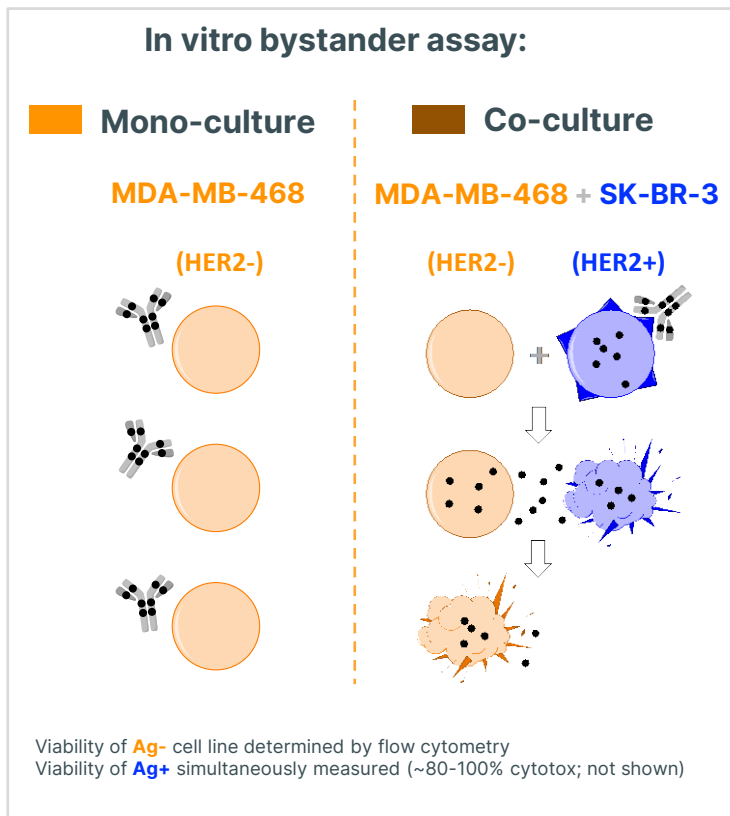 In vitro bystander assay:
Mono-culture
Co-culture
MDA-MB-468
MDA-MB-468 + SK-BR-3
(HER2-)
(HER2-) (HER2+)
+
Viability of Ag- cell line determined by flow cytometry
Viability of Ag+ simultaneously measured (~80-100% cytotox; not shown)